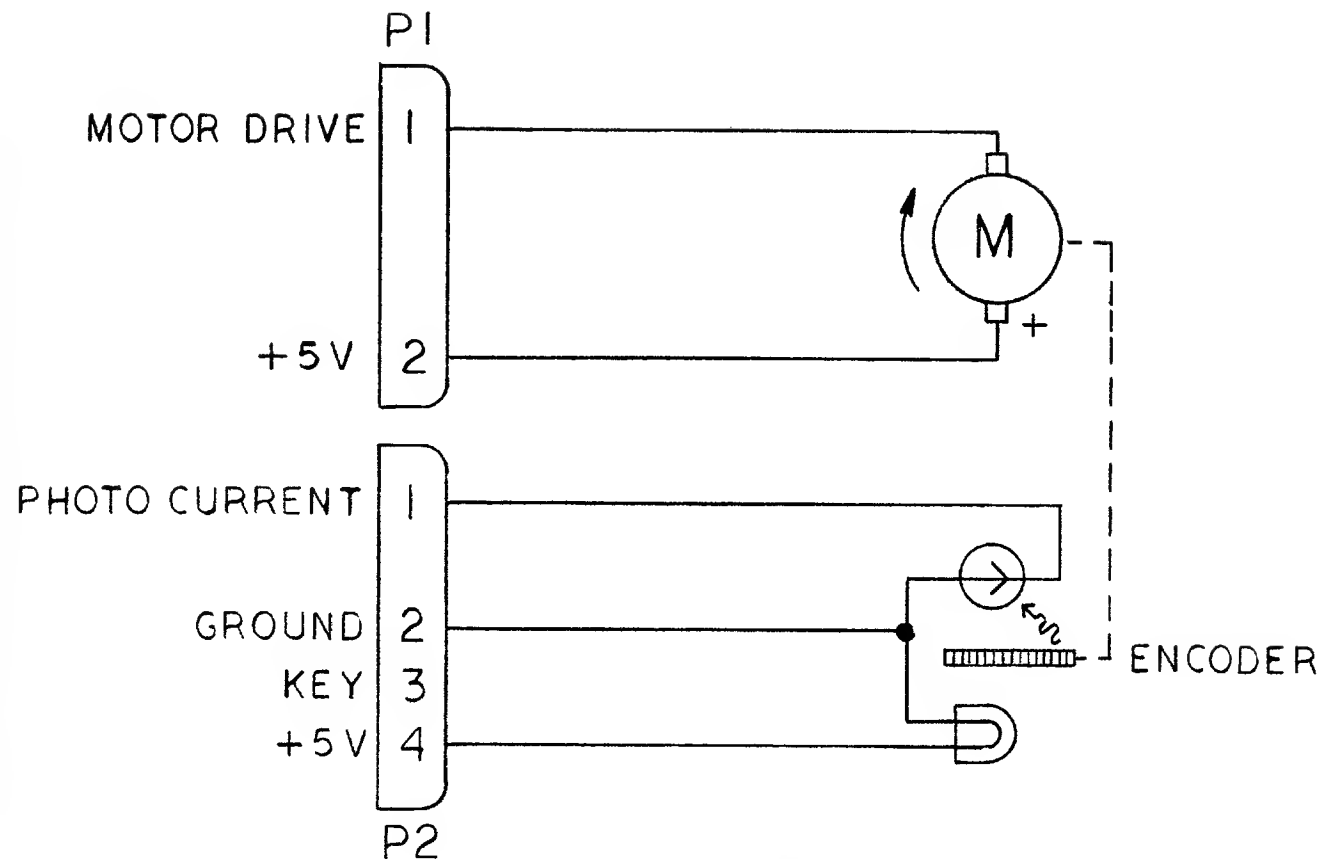 P1
MOTOR DRIVE 1
M
+
+5V 2
PHOTO CURRENT 1
GROUND 2
ENCODER
KEY 3
+5V 4
P2